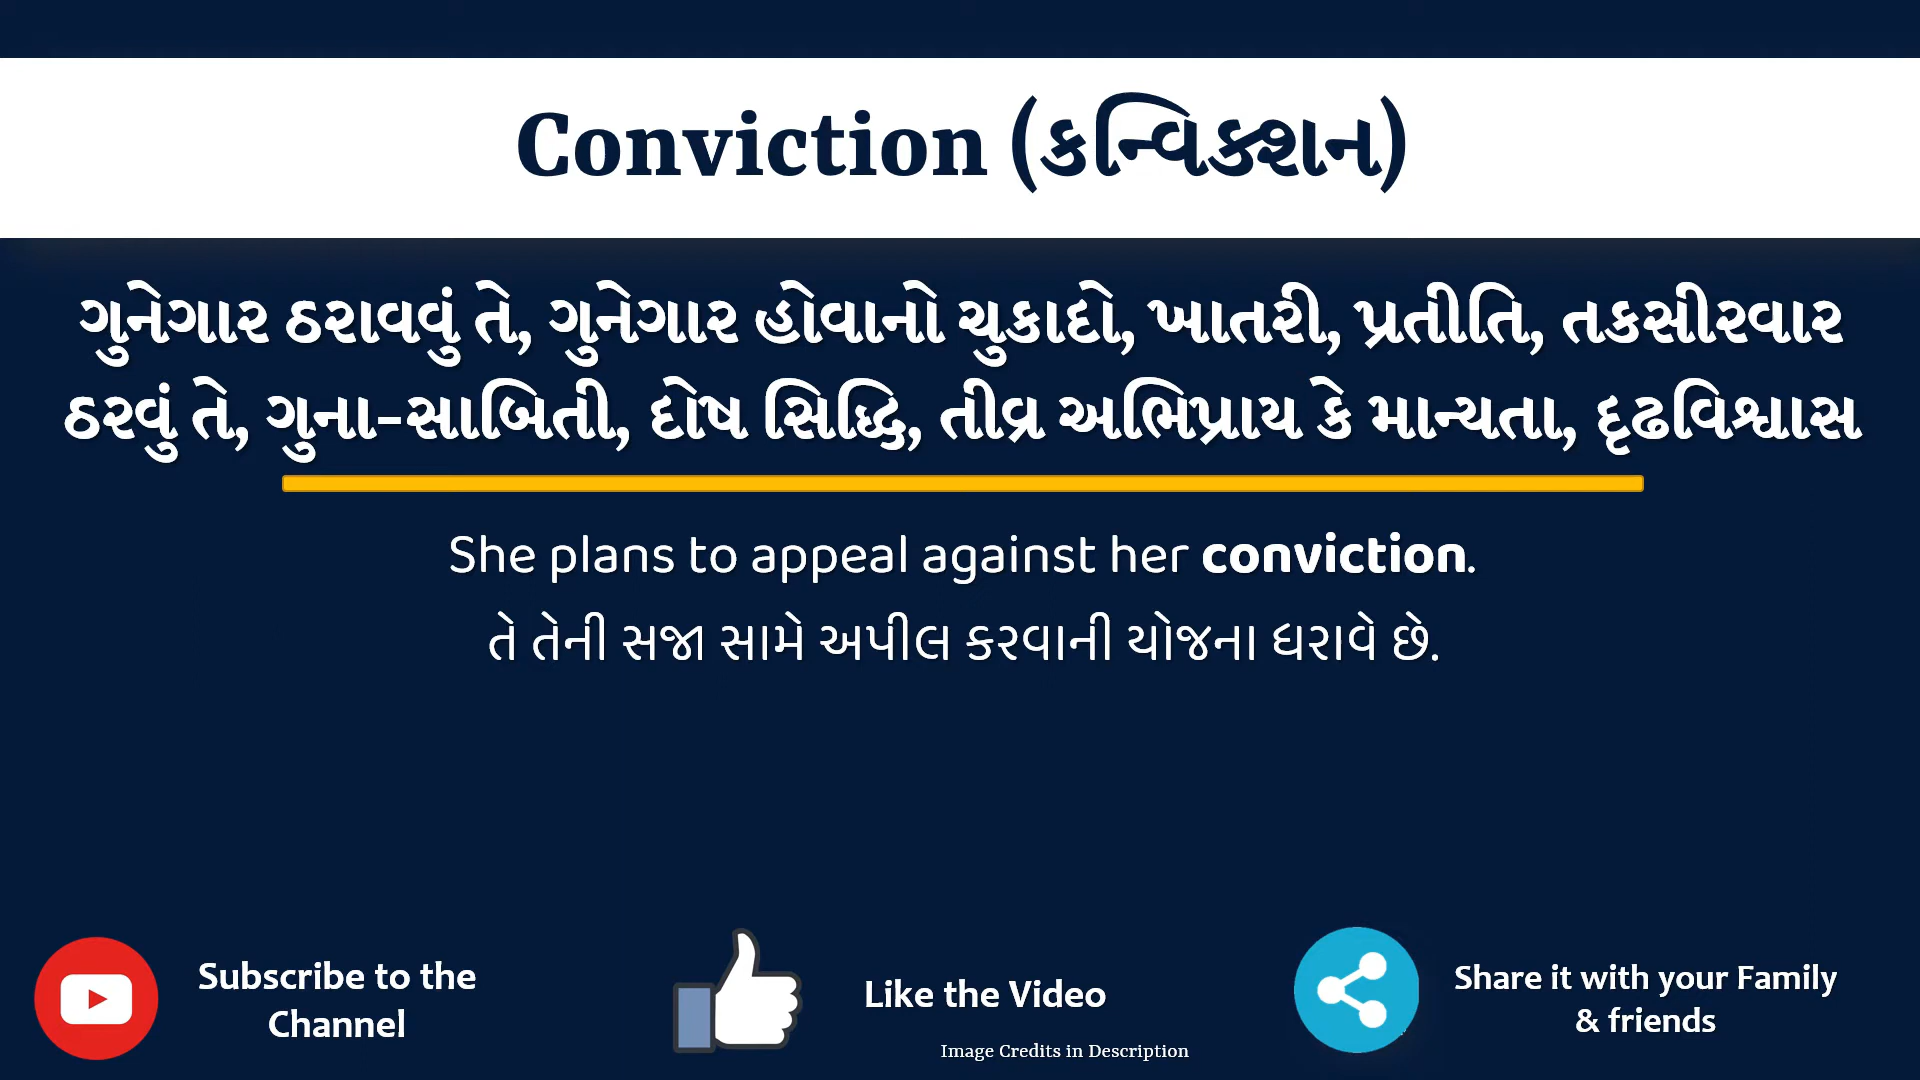 Conviction (કન્વિક્શન)
ગુનેગાર ઠરાવવું તે, ગુનેગાર હોવાનો ચુકાદો, ખાતરી, પ્રતીતિ, તકસીરવાર
ઠરવું તે, ગુના-સાબિતી, દોષ સિદ્ધિ, તીવ્ર અભિપ્રાય કે માન્યતા, દૃઢવિશ્વાસ
She plans to appeal against her conviction.
તે તેની સજા સામે અપીલ કરવાની યોજના ધરાવે છે.
Subscribe to the
Channel
Like the Video
Share it with your Family
& friends
Image Credits in Description